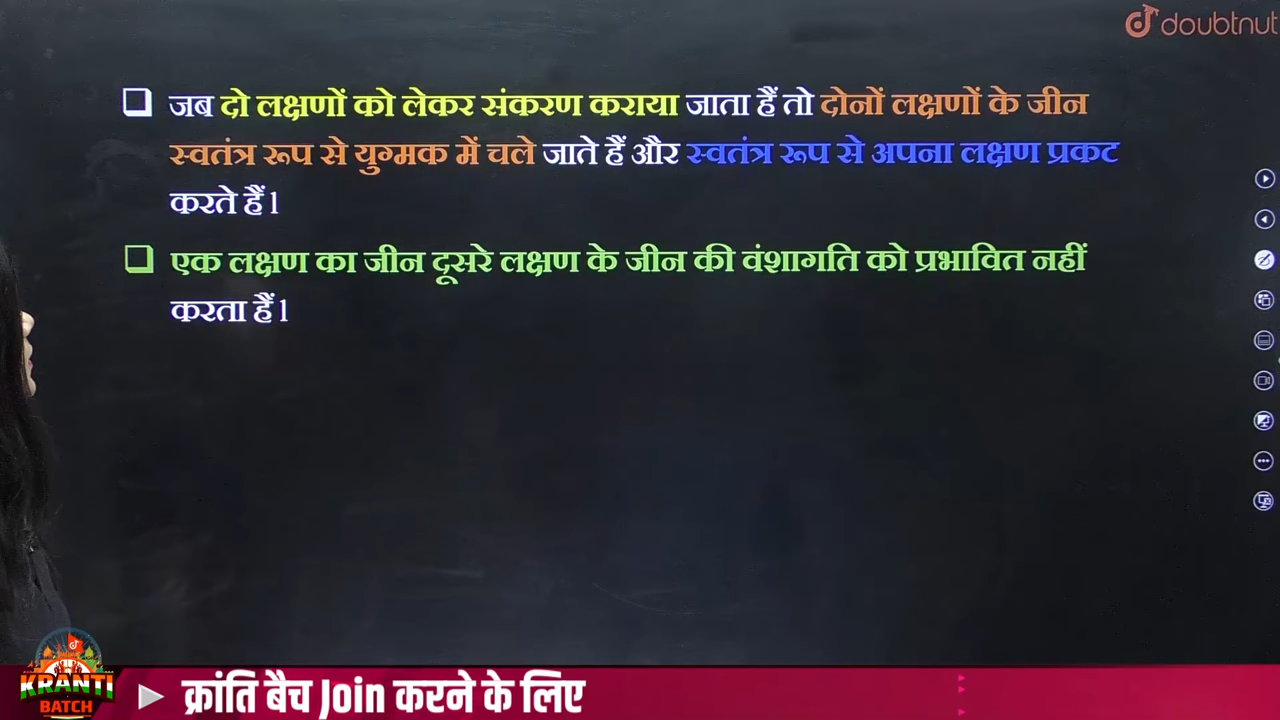 doubtnut
जब दो लक्षणों को लेकर संकरण कराया जाता हैं तो दोनों लक्षणों के जीन
स्वतंत्र रूप से युग्मक में चले जाते हैं और स्वतंत्र रूप से अपना लक्षण प्रकट
करते हैं।
एक लक्षण का जीन दूसरे लक्षण के जीन की वंशागति को प्रभावित नहीं
करता हैं।
KRANTI
BATCH
क्रांति बैच Join करने के लिए